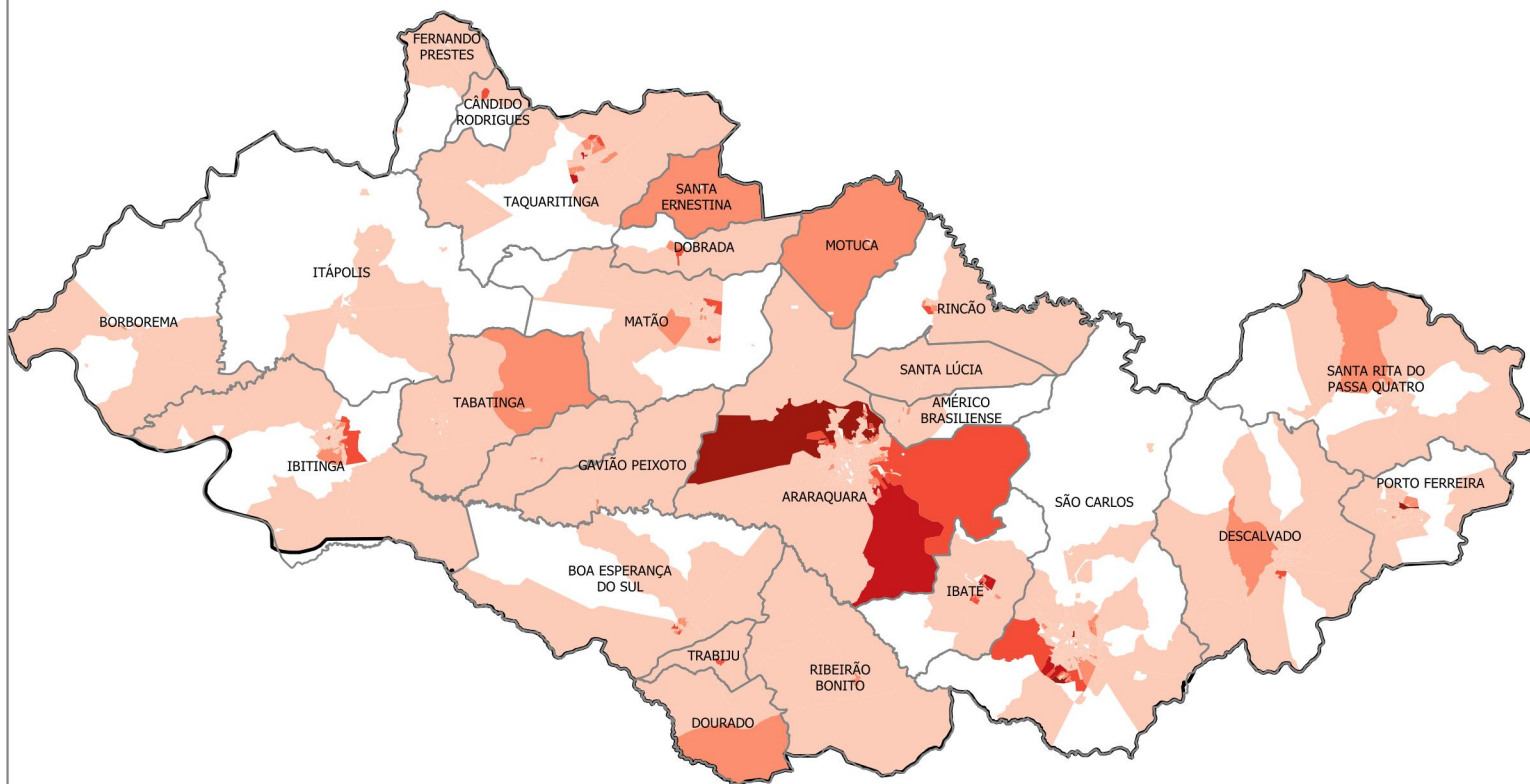 FERNANDO
PRESTES
CÂNDIDO
RODRIGUES
TAQUARITINGA
SANTA
ERNESTINA
DOBRADA
MOTUCA
ITÁPOLIS
BORBOREMA
MATÃO
RINCÃO
SANTA LÚCIA
SANTA RITA DO
PASSA QUATRO
TABATINGA
AMÉRICO
BRASILIENSE
IBITINGA
GAVIÃO PEIXOTO
ARARAQUARA
SÃO CARLOS
PORTO FERREIRA
DESCALVADO
BOA ESPERANÇA
DO SUL
IBATÉ
TRABIJU
RIBEIRÃO
BONITO
DOURADO